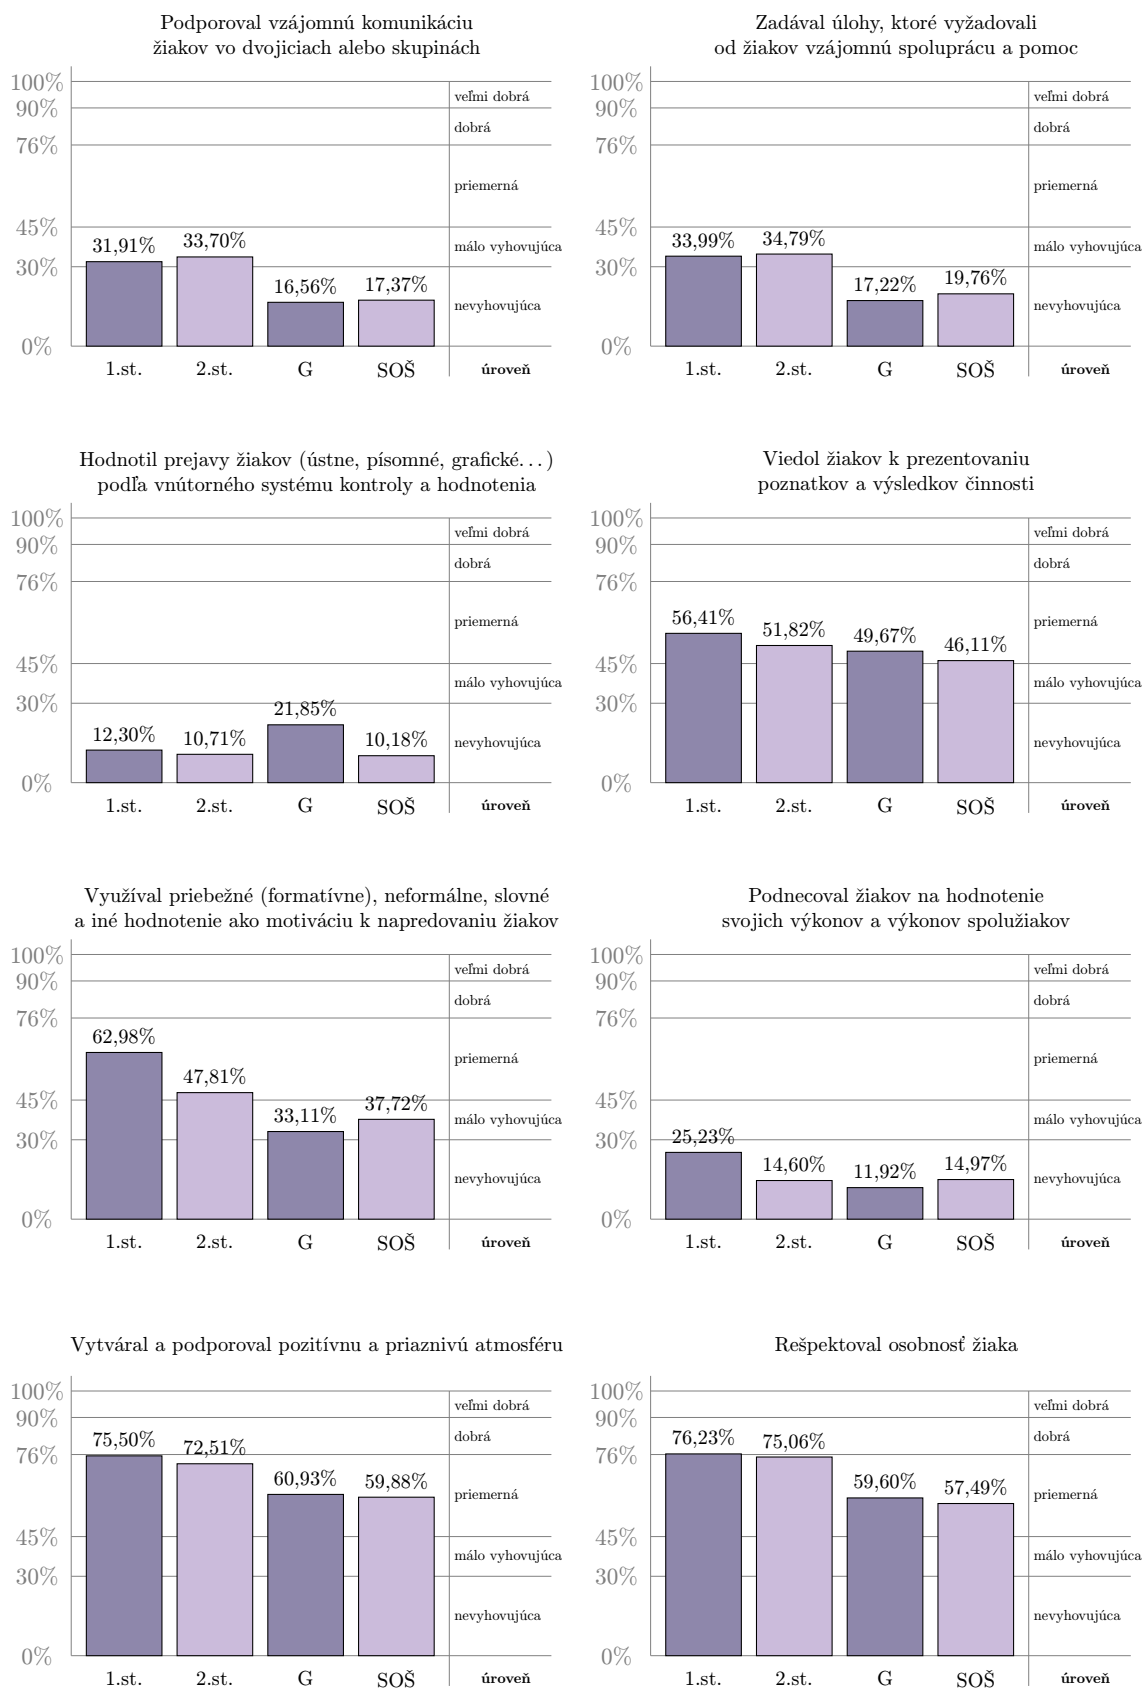 Podporoval vzájomnú komunikáciu
žiakov vo dvojiciach alebo skupinách
100%
90%
76%
45%
30%
0%
31,91%
33,70%
16,56%
17,37%
veľmi dobrá
dobrá
priemerná
málo vyhovujúca
nevyhovujúca
1.st.
2.st.
G
SOŠ
úroveň
Zadával úlohy, ktoré vyžadovali
od žiakov vzájomnú spoluprácu a pomoc
100%
90%
76%
45%
30%
0%
33,99%
34,79%
17,22%
19,76%
veľmi dobrá
dobrá
priemerná
málo vyhovujúca
nevyhovujúca
1.st.
2.st.
G
SOŠ
úroveň
Hodnotil prejavy žiakov (ústne, písomné, grafické...)
podľa vnútorného systému kontroly a hodnotenia
100%
90%
76%
45%
30%
0%
12,30%
10,71%
21,85%
10,18%
veľmi dobrá
dobrá
priemerná
málo vyhovujúca
nevyhovujúca
1.st.
2.st.
G
SOŠ
úroveň
Viedol žiakov k prezentovaniu
poznatkov a výsledkov činnosti
100%
90%
76%
45%
30%
0%
56,41%
51,82%
49,67%
46,11%
veľmi dobrá
dobrá
priemerná
málo vyhovujúca
nevyhovujúca
1.st.
2.st.
G
SOŠ
úroveň
Využíval priebežné (formatívne), neformálne, slovné
a iné hodnotenie ako motiváciu k napredovaniu žiakov
100%
90%
76%
45%
30%
0%
62,98%
47,81%
33,11%
37,72%
veľmi dobrá
dobrá
priemerná
málo vyhovujúca
nevyhovujúca
1.st.
2.st.
G
SOŠ
úroveň
Podnecoval žiakov na hodnotenie
svojich výkonov a výkonov spolužiakov
100%
90%
76%
45%
30%
0%
25,23%
14,60%
11,92%
14,97%
veľmi dobrá
dobrá
priemerná
málo vyhovujúca
nevyhovujúca
1.st.
2.st.
G
SOŠ
úroveň
Vytváral a podporoval pozitívnu a priaznivú atmosféru
100%
90%
76%
45%
30%
0%
75,50%
72,51%
60,93%
59,88%
veľmi dobrá
dobrá
priemerná
málo vyhovujúca
nevyhovujúca
1.st.
2.st.
G
SOŠ
úroveň
Rešpektoval osobnosť žiaka
100%
90%
76%
45%
30%
0%
76,23%
75,06%
59,60%
57,49%
veľmi dobrá
dobrá
priemerná
málo vyhovujúca
nevyhovujúca
1.st.
2.st.
G
SOŠ
úroveň